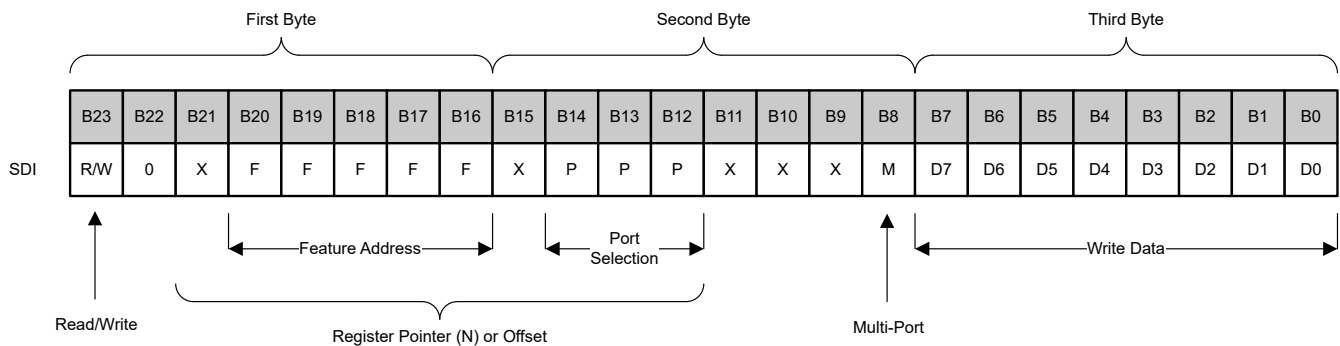 First Byte Second Byte Third Byte
B23 B22 B21 B20 B19 B18 B17 B16 B15 B14 B13 B12 B11 B10 B9 B8 B7 B6 B5 B4 B3 B2 B1 B0
SDI R/W 0 X F F F F F X P P P X X X M D7 D6 D5 D4 D3 D2 D1 D0
Feature Address Port Selection Write Data
Read/Write Register Pointer (N) or Offset Multi-Port